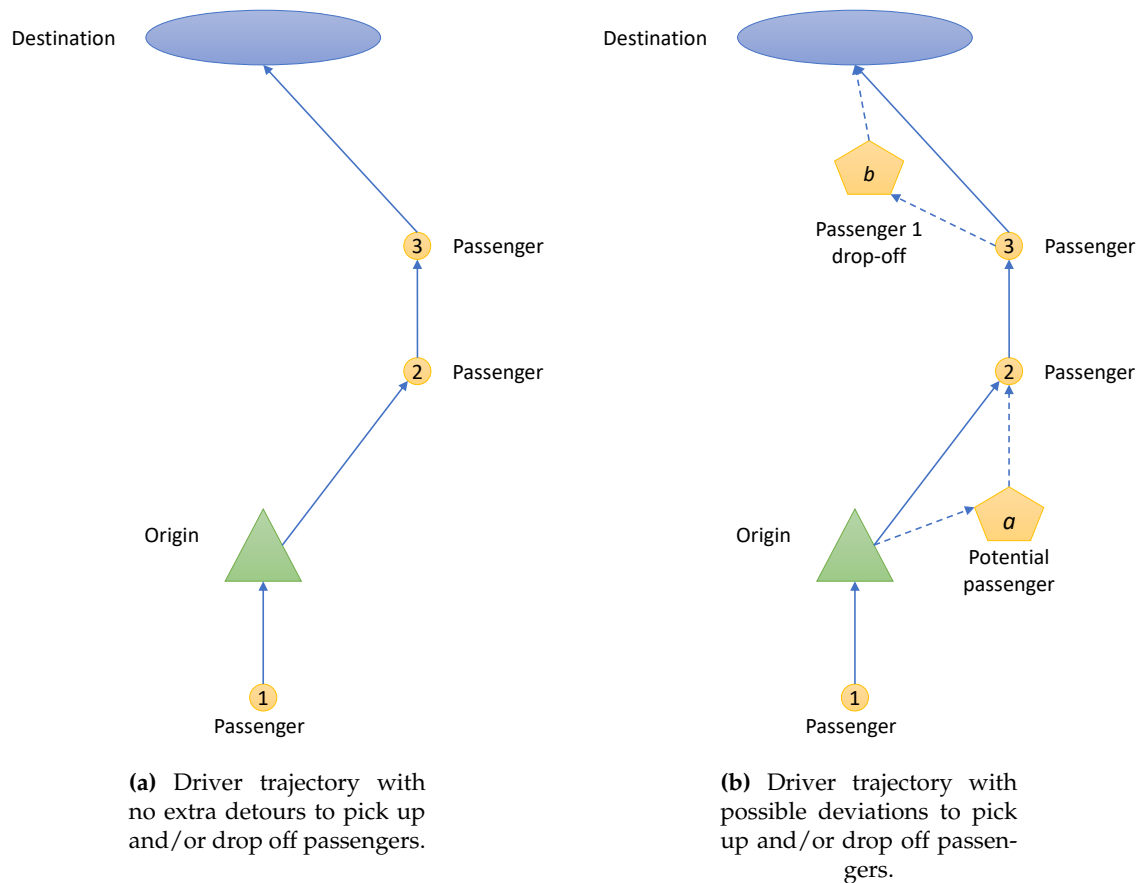 Destination
3
Passenger
2
Passenger
Origin
1
Passenger
(a) Driver trajectory with
no extra detours to pick up
and/or drop off passengers.
Destination
b
Passenger 1
drop-off
3
Passenger
2
Passenger
Origin
a
Potential
passenger
1
Passenger
(b) Driver trajectory with
possible deviations to pick
up and/or drop off passen-
gers.